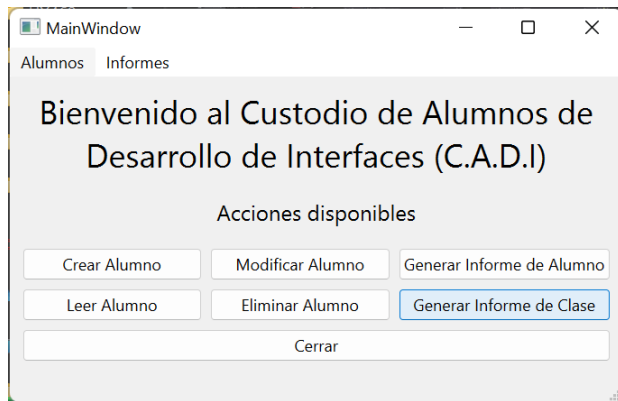 MainWindow
Alumnos Informes
Bienvenido al Custodio de Alumnos de
Desarrollo de Interfaces (C.A.D.I)
Acciones disponibles
Crear Alumno Modificar Alumno Generar Informe de Alumno
Leer Alumno Eliminar Alumno Generar Informe de Clase
Cerrar